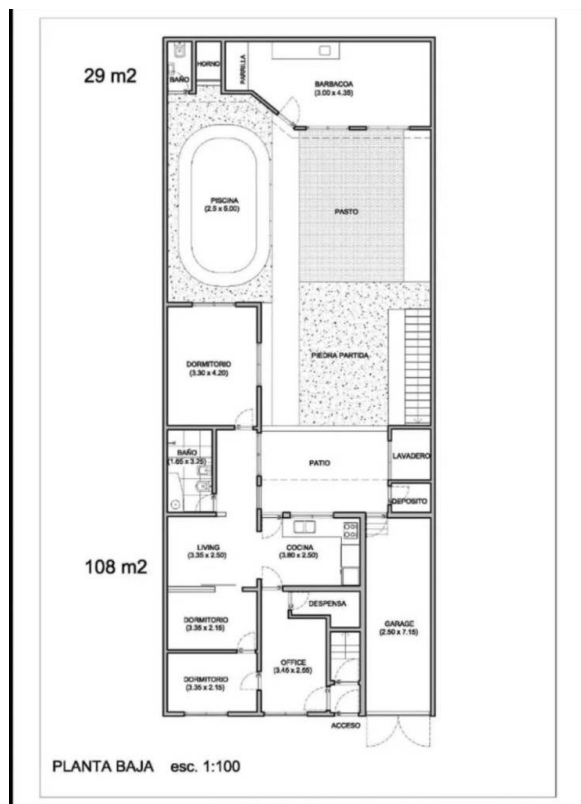 29 m2
BAÑO
HORNO
PARRILLA
BARBACOA
(3.00 x 4.35)
PISCINA
(2.5 x 5.00)
PASTO
PIEDRA PARTIDA
DORMITORIO
(3.30 x 4.20)
BAÑO
(1.65 x 3.25)
PATIO
LAVADERO
DEPOSITO
108 m2
LIVING
(3.35 x 2.50)
COCINA
(3.80 x 2.50)
DESPENSA
DORMITORIO
(3.35 x 2.15)
GARAGE
(2.50 x 7.15)
OFFICE
(3.45 x 2.55)
DORMITORIO
(3.35 x 2.15)
ACCESO
PLANTA BAJA esc. 1:100